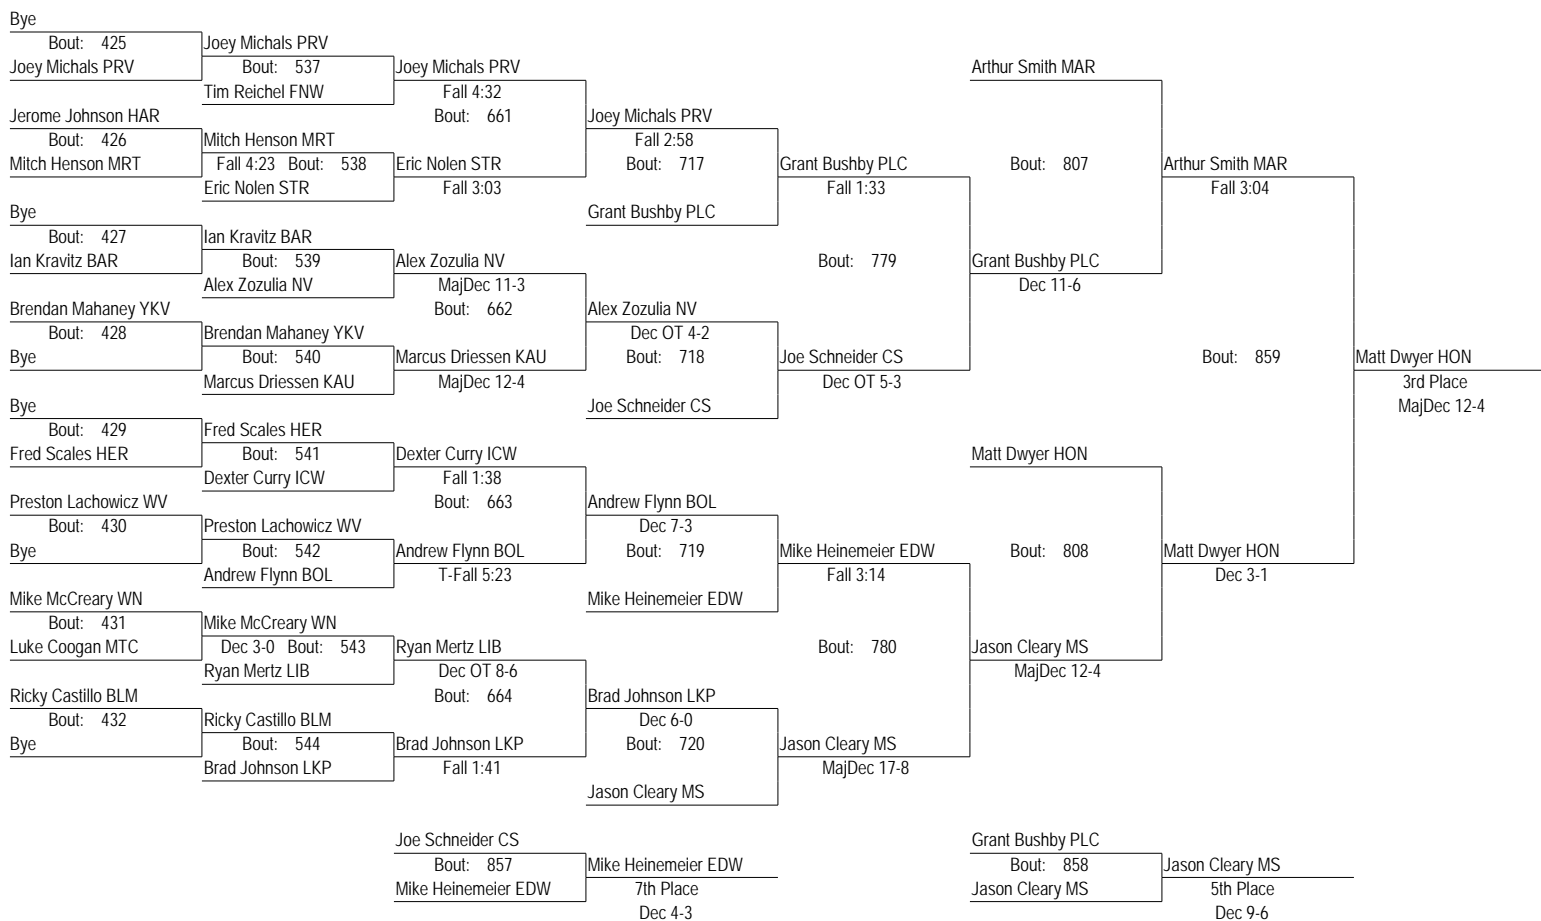 Bye
Bout: 425
Joey Michals PRV
Jerome Johnson HAR
Bout: 426
Mitch Henson MRT
Bye
Bout: 427
Ian Kravitz BAR
Brendan Mahaney YKV
Bout: 428
Bye
Bye
Bout: 429
Fred Scales HER
Preston Lachowicz WV
Bout: 430
Bye
Mike McCreary WN
Bout: 431
Luke Coogan MTC
Ricky Castillo BLM
Bout: 432
Bye
Joey Michals PRV
Bout: 537
Tim Reichel FNW
Mitch Henson MRT
Fall 4:23 Bout: 538
Eric Nolen STR
Ian Kravitz BAR
Bout: 539
Alex Zozulia NV
Brendan Mahaney YKV
Bout: 540
Marcus Driessen KAU
Fred Scales HER
Bout: 541
Dexter Curry ICW
Preston Lachowicz WV
Bout: 542
Andrew Flynn BOL
Mike McCreary WN
Dec 3-0 Bout: 543
Ryan Mertz LIB
Ricky Castillo BLM
Bout: 544
Brad Johnson LKP
Joey Michals PRV
Fall 4:32
Bout: 661
Eric Nolen STR
Fall 3:03
Alex Zozulia NV
MajDec 11-3
Bout: 662
Marcus Driessen KAU
MajDec 12-4
Dexter Curry ICW
Fall 1:38
Bout: 663
Andrew Flynn BOL
T-Fall 5:23
Ryan Mertz LIB
Dec OT 8-6
Bout: 664
Brad Johnson LKP
Fall 1:41
Joey Michals PRV
Fall 2:58
Bout: 717
Grant Bushby PLC
Alex Zozulia NV
Dec OT 4-2
Bout: 718
Joe Schneider CS
Andrew Flynn BOL
Dec 7-3
Bout: 719
Mike Heinemeier EDW
Brad Johnson LKP
Dec 6-0
Bout: 720
Jason Cleary MS
Grant Bushby PLC
Fall 1:33
Bout: 779
Joe Schneider CS
Dec OT 5-3
Mike Heinemeier EDW
Fall 3:14
Bout: 780
Jason Cleary MS
MajDec 17-8
Arthur Smith MAR
Bout: 807
Grant Bushby PLC
Dec 11-6
Matt Dwyer HON
Bout: 808
Jason Cleary MS
MajDec 12-4
Arthur Smith MAR
Fall 3:04
Bout: 859
Matt Dwyer HON
Dec 3-1
Matt Dwyer HON
3rd Place
MajDec 12-4
Joe Schneider CS
Bout: 857
Mike Heinemeier EDW
Mike Heinemeier EDW
7th Place
Dec 4-3
Grant Bushby PLC
Bout: 858
Jason Cleary MS
Jason Cleary MS
5th Place
Dec 9-6